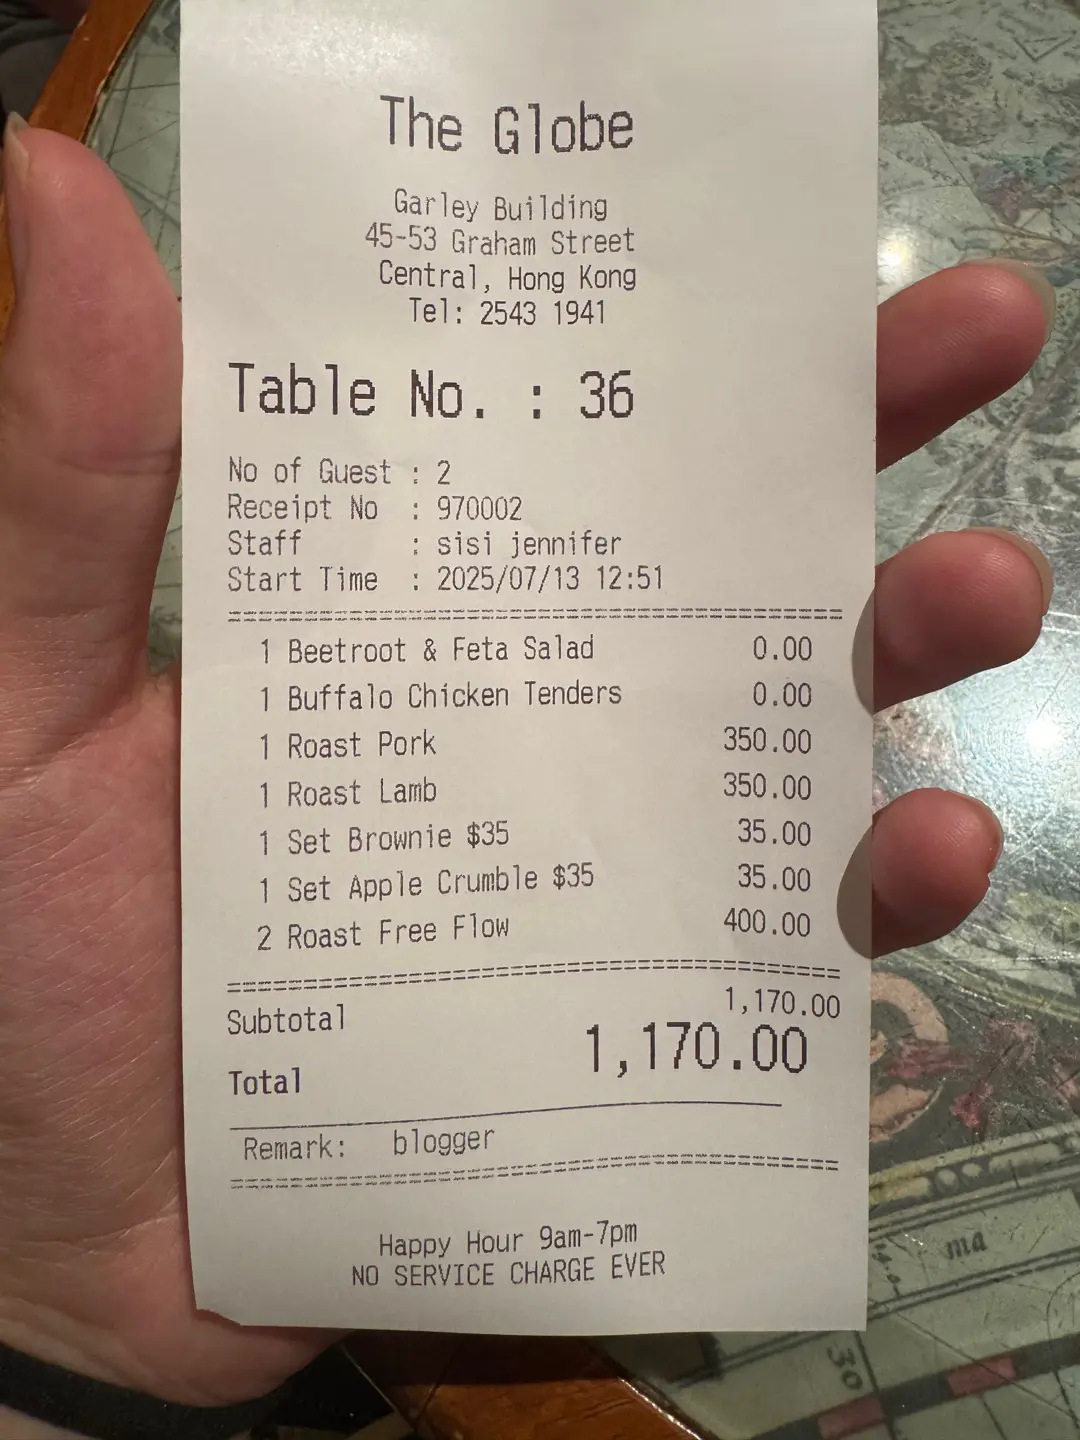 The Globe
Garley Building
45-53 Graham Street
Central, Hong Kong
Tel: 2543 1941
Table No. : 36
No of Guest : 2
Receipt No : 970002
Staff : sisi jennifer
Start Time : 2025/07/13 12:51
1 Beetroot & Feta Salad 0.00
1 Buffalo Chicken Tenders 0.00
1 Roast Pork 350.00
1 Roast Lamb 350.00
1 Set Brownie $35 35.00
1 Set Apple Crumble $35 35.00
2 Roast Free Flow 400.00
Subtotal 1,170.00
Total 1,170.00
Remark: blogger
Happy Hour 9am-7pm
NO SERVICE CHARGE EVER
ma
30